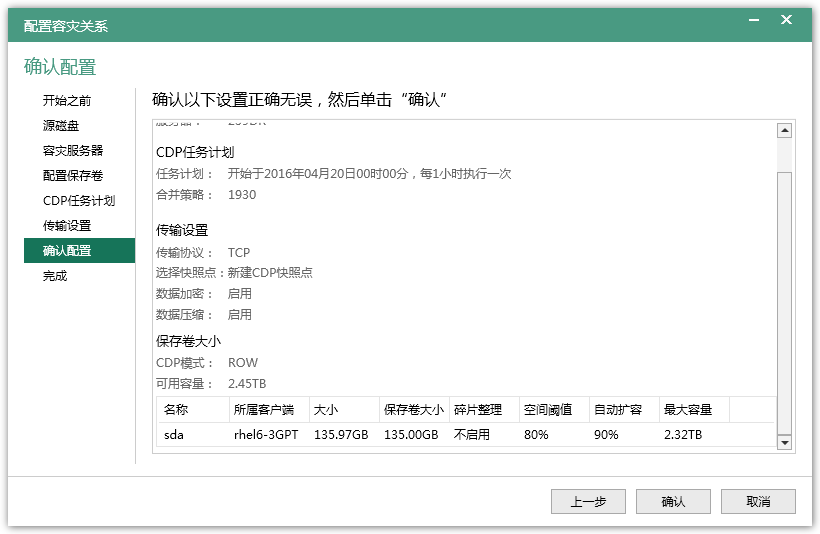 配置容灾关系
确认配置
开始之前
源磁盘
容灾服务器
配置保存卷
CDP任务计划
传输设置
确认配置
完成
确认以下设置正确无误，然后单击“确认”
CDP任务计划
任务计划： 开始于2016年04月20日00时00分，每1小时执行一次
合并策略： 1930
传输设置
传输协议： TCP
选择快照点：新建CDP快照点
数据加密： 启用
数据压缩： 启用
保存卷大小
CDP模式： ROW
可用容量： 2.45TB
名称 所属客户端 大小 保存卷大小 碎片整理 空间阈值 自动扩容 最大容量
sda rhel6-3GPT 135.97GB 135.00GB 不启用 80% 90% 2.32TB
上一步 确认 取消